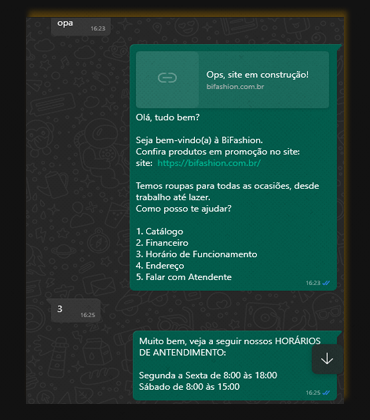 opa
16:23
Ops, site em construção!
bifashion.com.br
Olá, tudo bem?
Seja bem-vindo(a) à BiFashion.
Confira produtos em promoção no site:
site: https://bifashion.com.br/
Temos roupas para todas as ocasiões, desde
trabalho até lazer.
Como posso te ajudar?
1. Catálogo
2. Financeiro
3. Horário de Funcionamento
4. Endereço
5. Falar com Atendente
16:23
3
16:25
Muito bem, veja a seguir nossos HORÁRIOS
DE ANTENDIMENTO:
Segunda a Sexta de 8:00 às 18:00
Sábado de 8:00 às 15:00
16:25